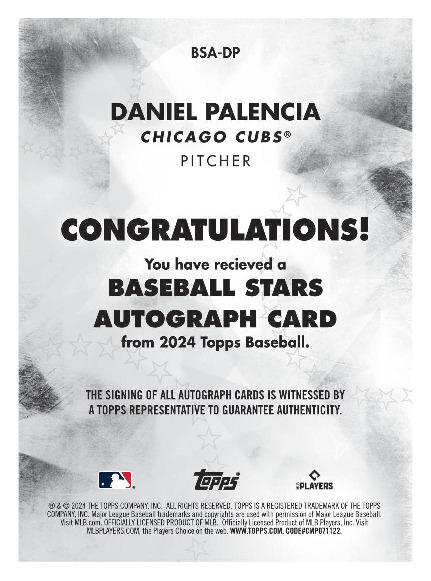 BSA-DP
DANIEL PALENCIA
CHICAGO CUBS®
PITCHER
CONGRATULATIONS!
You have recieved a
BASEBALL STARS
AUTOGRAPH CARD
from 2024 Topps Baseball.
THE SIGNING OF ALL AUTOGRAPH CARDS IS WITNESSED BY
A TOPPS REPRESENTATIVE TO GUARANTEE AUTHENTICITY.
topps
PLAYERS
® & © 2024 THE TOPPS COMPANY, INC. ALL RIGHTS RESERVED. TOPPS IS A REGISTERED TRADEMARK OF THE TOPPS
COMPANY, INC. Major League Baseball trademarks and copyrights are used with permission of Major League Baseball.
Visit MLB.com. OFFICIALLY LICENSED PRODUCT OF MLB. Officially Licensed Product of MLB Players, Inc. Visit
MLBPLAYERS.COM, the Players Choice on the web. WWW.TOPPS.COM. CODE#CMP071122.